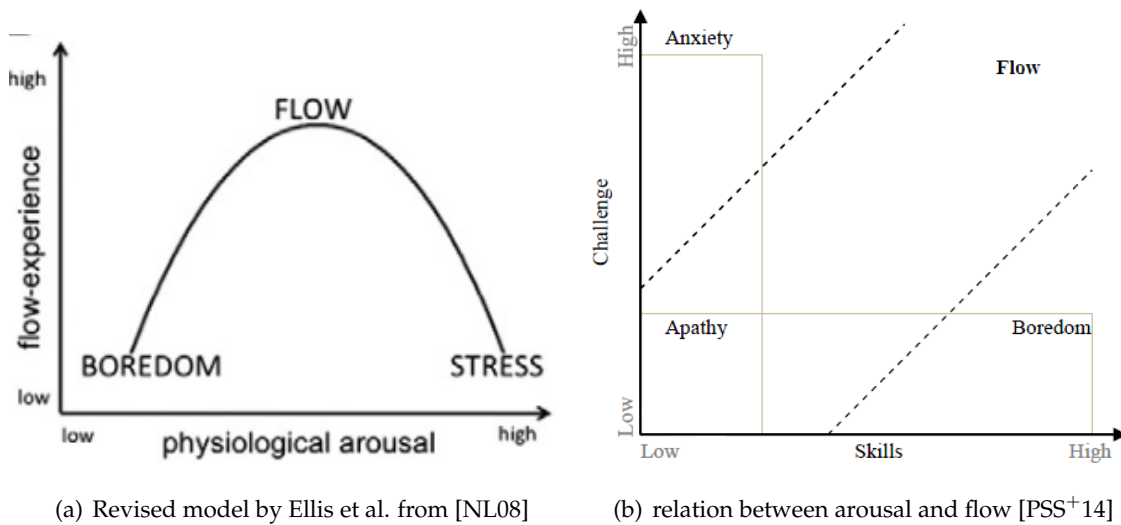 high
FLOW
flow-experience
BOREDOM
STRESS
low
low
physiological arousal
high
High
Anxiety
Flow
Challenge
Apathy
Boredom
Low
Low
Skills
High
(a) Revised model by Ellis et al. from [NL08]
(b) relation between arousal and flow [PSS+14]